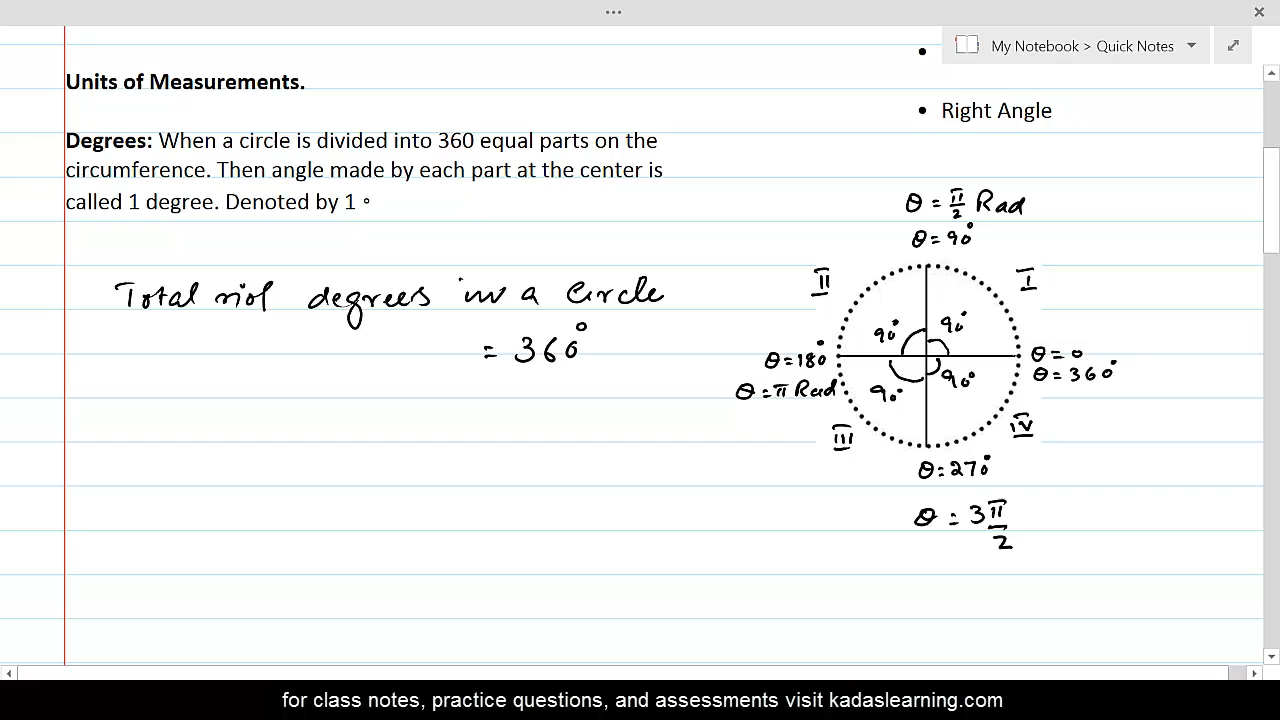 My Notebook > Quick Notes
Units of Measurements.
Right Angle
Degrees: When a circle is divided into 360 equal parts on the
circumference. Then angle made by each part at the center is
called 1 degree. Denoted by 1 °
θ = π/2 Rad
θ = 90°
II
I
Total no'of degrees in a circle
= 360°
90°
90°
θ = 180°
θ = 0
θ = 360°
θ = π Rad
90°
90°
III
IV
θ = 270°
θ = 3π/2
for class notes, practice questions, and assessments visit kadaslearning.com